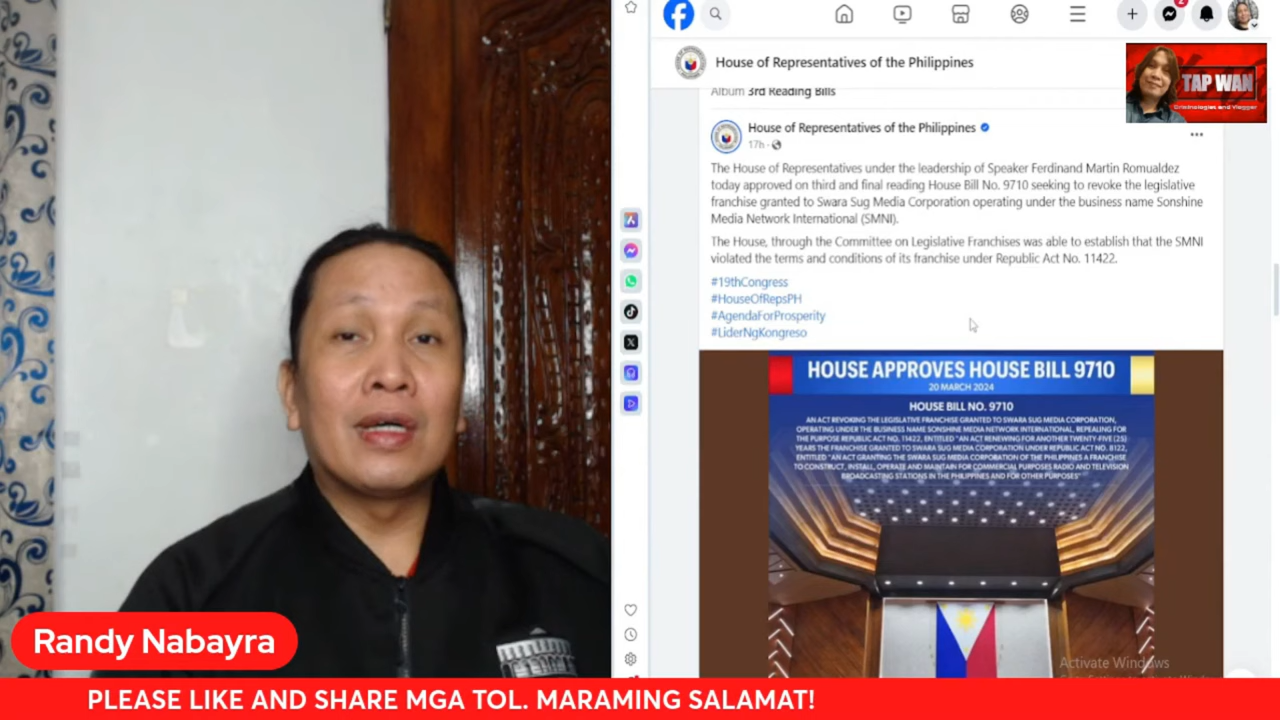 House of Representatives of the Philippines
TAP WAN
Criminologist and Vlogger
Album 3rd Reading Bills
House of Representatives of the Philippines
17h
The House of Representatives under the leadership of Speaker Ferdinand Martin Romualdez
today approved on third and final reading House Bill No. 9710 seeking to revoke the legislative
franchise granted to Swara Sug Media Corporation operating under the business name Sonshine
Media Network International (SMNI).
The House, through the Committee on Legislative Franchises was able to establish that the SMNI
violated the terms and conditions of its franchise under Republic Act No. 11422.
#19thCongress
#HouseOfRepsPH
#AgendaForProsperity
#LiderNgKongreso
HOUSE APPROVES HOUSE BILL 9710
20 MARCH 2024
HOUSE BILL NO. 9710
AN ACT REVOKING THE LEGISLATIVE FRANCHISE GRANTED TO SWARA SUG MEDIA CORPORATION,
OPERATING UNDER THE BUSINESS NAME SONSHINE MEDIA NETWORK INTERNATIONAL, REPEALING FOR
THE PURPOSE REPUBLIC ACT NO. 11422, ENTITLED "AN ACT RENEWING FOR ANOTHER TWENTY-FIVE (25)
YEARS THE FRANCHISE GRANTED TO SWARA SUG MEDIA CORPORATION UNDER REPUBLIC ACT NO. 8122,
ENTITLED "AN ACT GRANTING THE SWARA SUG MEDIA CORPORATION OF THE PHILIPPINES A FRANCHISE
TO CONSTRUCT, INSTALL, OPERATE AND MAINTAIN FOR COMMERCIAL PURPOSES RADIO AND TELEVISION
BROADCASTING STATIONS IN THE PHILIPPINES AND FOR OTHER PURPOSES"
Activate Windows
Randy Nabayra
PLEASE LIKE AND SHARE MGA TOL. MARAMING SALAMAT!